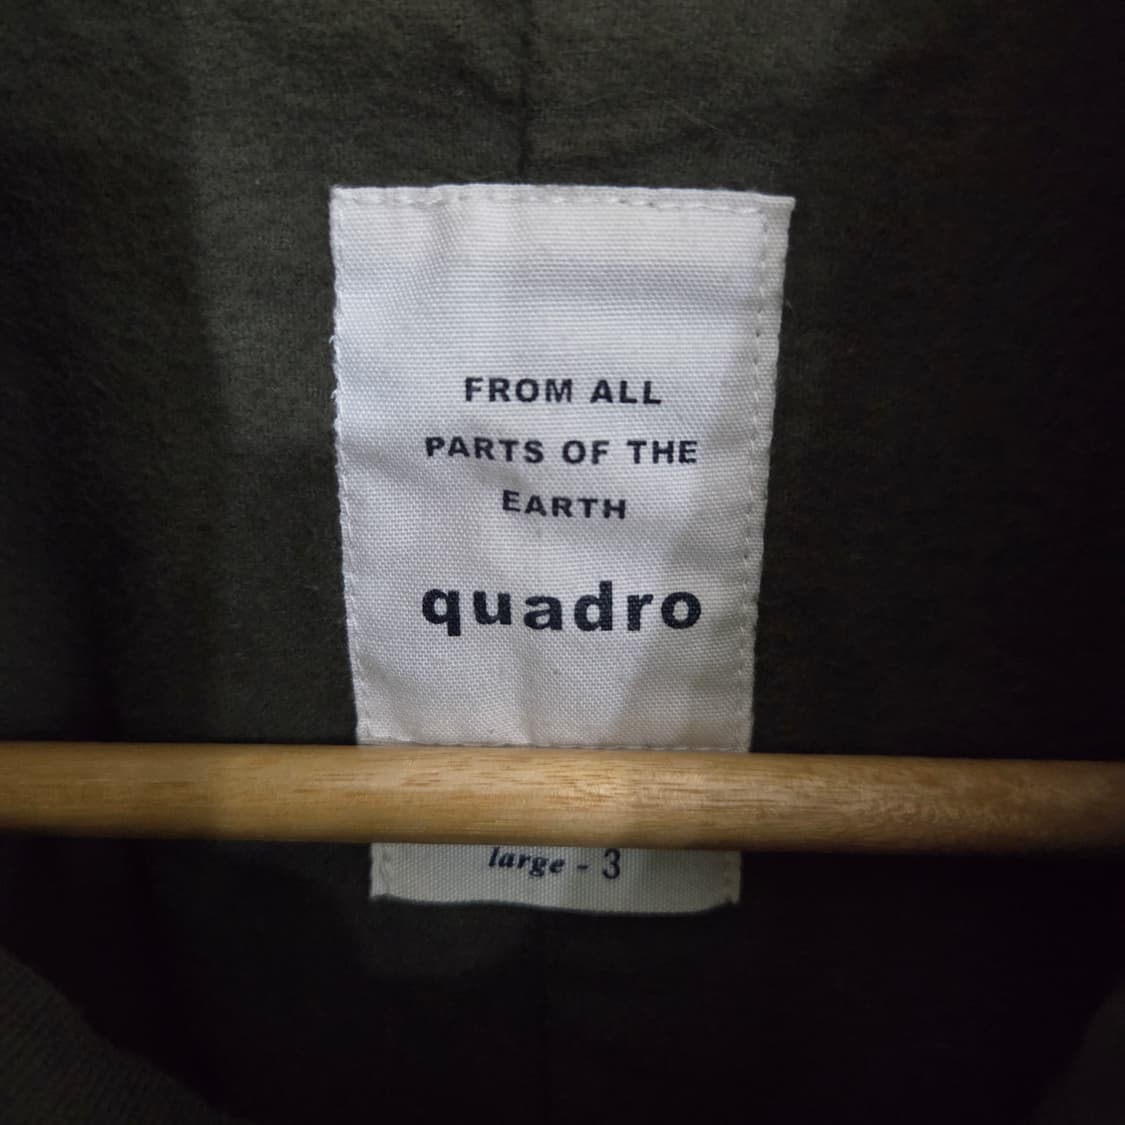 FROM ALL
PARTS OF THE
EARTH
quadro
large - 3